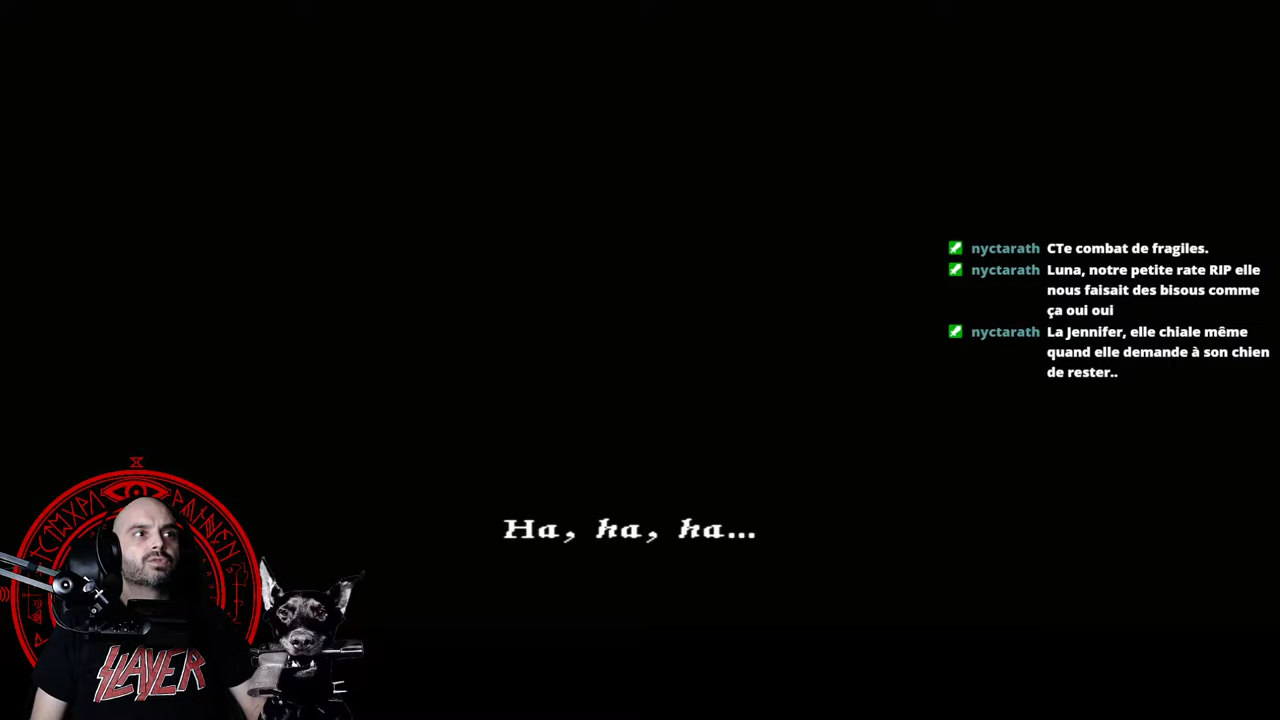 nyctarath CTe combat de fragiles.
nyctarath Luna, notre petite rate RIP elle
nous faisait des bisous comme
ça oui oui
nyctarath La Jennifer, elle chiale même
quand elle demande à son chien
de rester..
Ha, ha, ha...
SLAYER